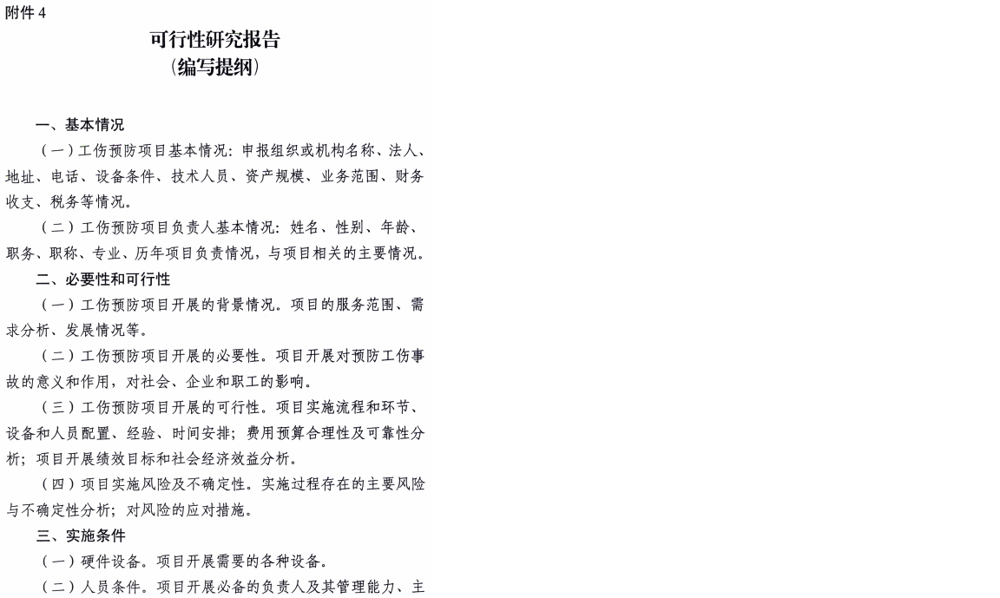 附件 4
可行性研究报告
（编写提纲）
一、基本情况
（一）工伤预防项目基本情况：申报组织或机构名称、法人、
地址、电话、设备条件、技术人员、资产规模、业务范围、财务
收支、税务等情况。
（二）工伤预防项目负责人基本情况：姓名、性别、年龄、
职务、职称、专业、历年项目负责情况，与项目相关的主要情况。
二、必要性和可行性
（一）工伤预防项目开展的背景情况。项目的服务范围、需
求分析、发展情况等。
（二）工伤预防项目开展的必要性。项目开展对预防工伤事
故的意义和作用，对社会、企业和职工的影响。
（三）工伤预防项目开展的可行性。项目实施流程和环节、
设备和人员配置、经验、时间安排；费用预算合理性及可靠性分
析；项目开展绩效目标和社会经济效益分析。
（四）项目实施风险及不确定性。实施过程存在的主要风险
与不确定性分析；对风险的应对措施。
三、实施条件
（一）硬件设备。项目开展需要的各种设备。
（二）人员条件。项目开展必备的负责人及其管理能力、主